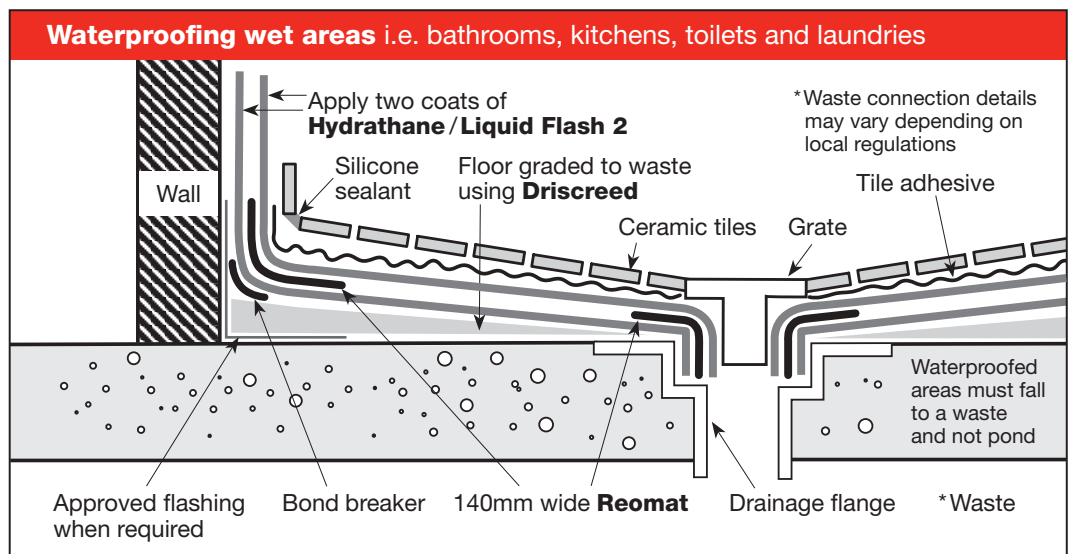 Waterproofing wet areas i.e. bathrooms, kitchens, toilets and laundries
Apply two coats of
Hydrathane / Liquid Flash 2
*Waste connection details
may vary depending on
local regulations
Wall
Silicone
sealant
Floor graded to waste
using Driscreed
Tile adhesive
Ceramic tiles
Grate
Waterproofed
areas must fall
to a waste
and not pond
Approved flashing
when required
Bond breaker
140mm wide Reomat
Drainage flange
*Waste